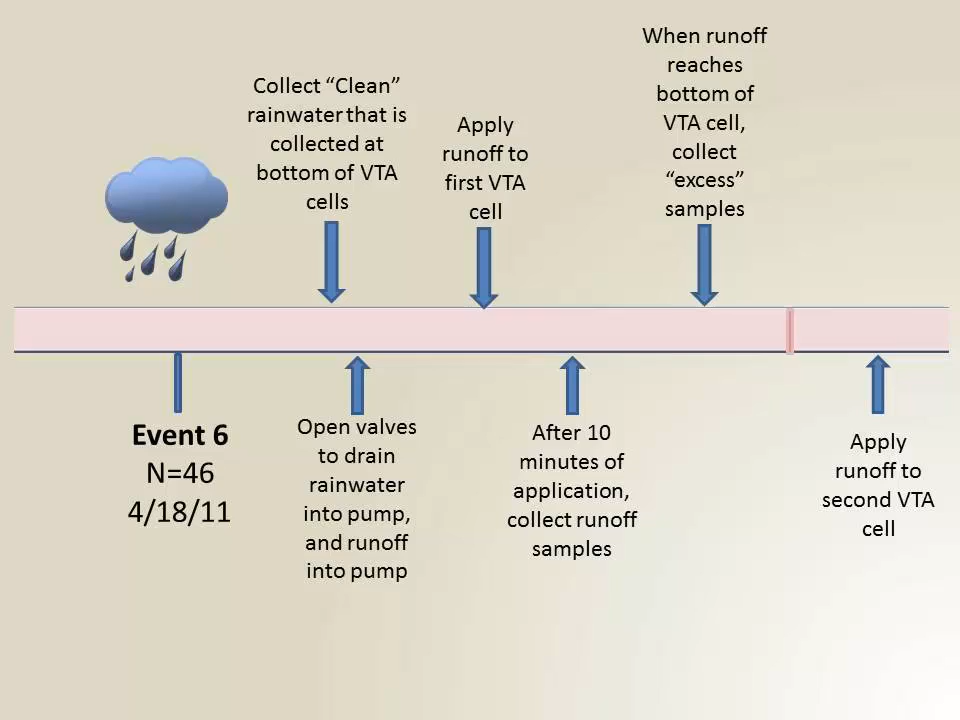 Collect “Clean”
rainwater that is
collected at
bottom of VTA
cells
Apply
runoff to
first VTA
cell
When runoff
reaches
bottom of
VTA cell,
collect
“excess”
samples
Event 6
N=46
4/18/11
Open valves
to drain
rainwater
into pump,
and runoff
into pump
After 10
minutes of
application,
collect runoff
samples
Apply
runoff to
second VTA
cell